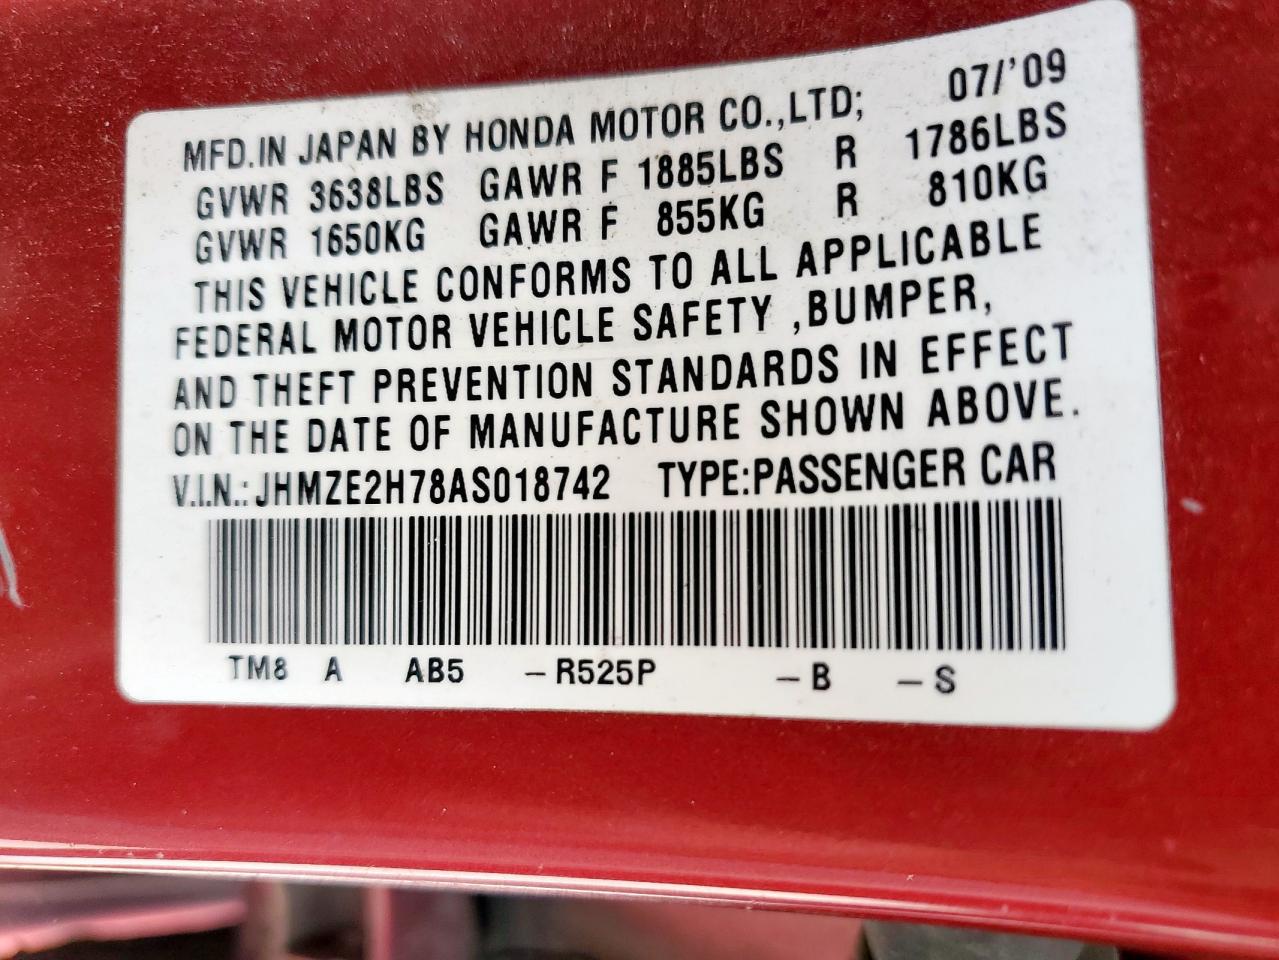 MFD.IN JAPAN BY HONDA MOTOR CO.,LTD; 07/'09
GVWR 3638LBS GAWR F 1885LBS R 1786LBS
GVWR 1650KG GAWR F 855KG R 810KG
THIS VEHICLE CONFORMS TO ALL APPLICABLE
FEDERAL MOTOR VEHICLE SAFETY ,BUMPER,
AND THEFT PREVENTION STANDARDS IN EFFECT
ON THE DATE OF MANUFACTURE SHOWN ABOVE.
V.I.N.: JHMZE2H78AS018742 TYPE:PASSENGER CAR
TM8 A AB5 –R525P –B –S